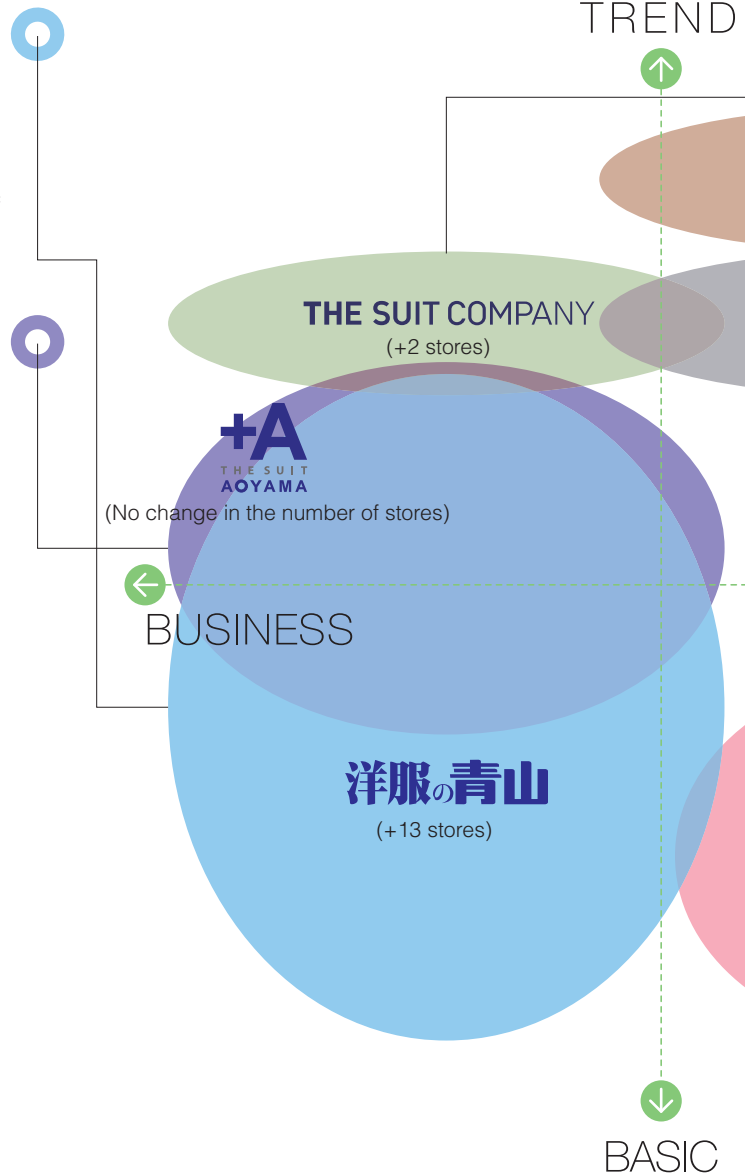 TREND
THE SUIT COMPANY
(+2 stores)
+A
THE SUIT
AOYAMA
(No change in the number of stores)
BUSINESS
洋服の青山
(+13 stores)
BASIC